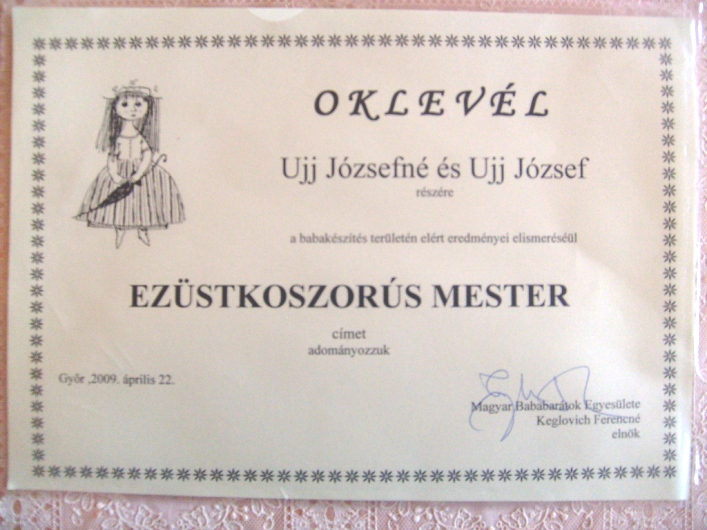 OKLEVÉL
Ujj Józsefné és Ujj József
részére
a babakészítés területén elért eredményei elismeréséül
EZÜSTKOSZORÚS MESTER
címet
adományozzuk
Győr ,2009. április 22.
Magyar Bababarátok Egyesülete
Keglovich Ferencné
elnök